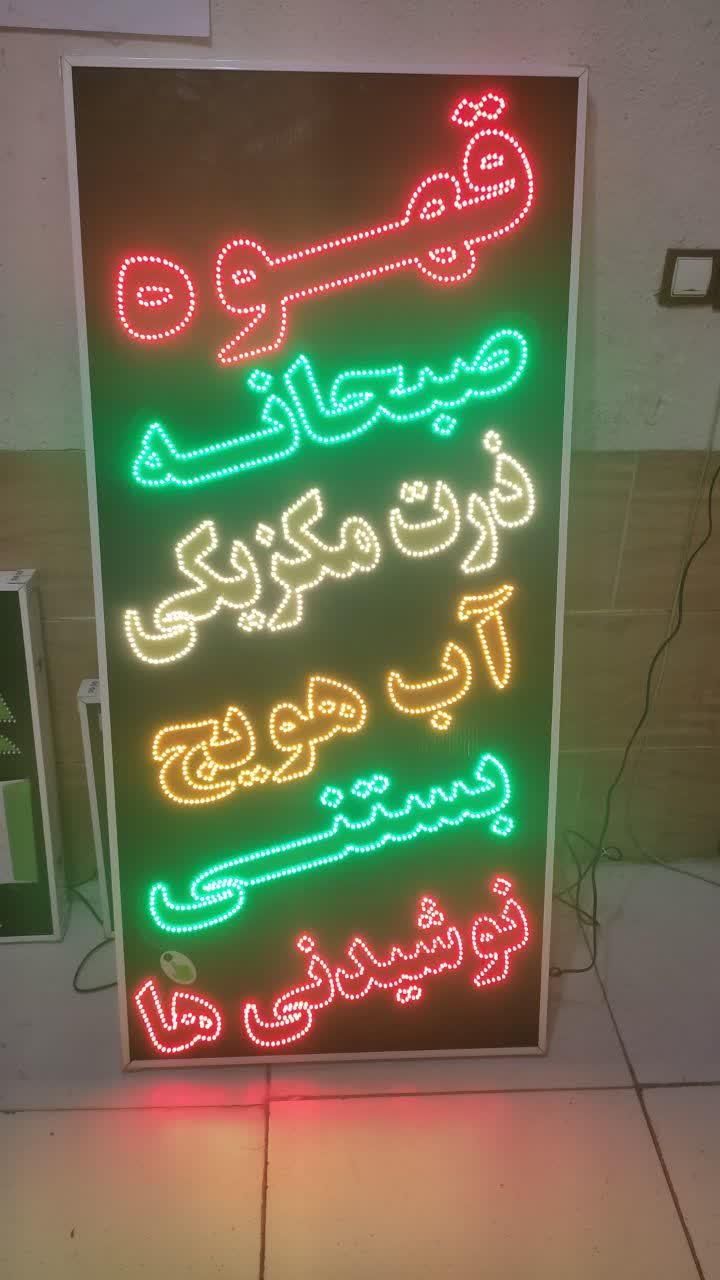 قهوه
صبحانه
ذرت مکزیکی
آب هویج
بستنی
نوشیدنی ها